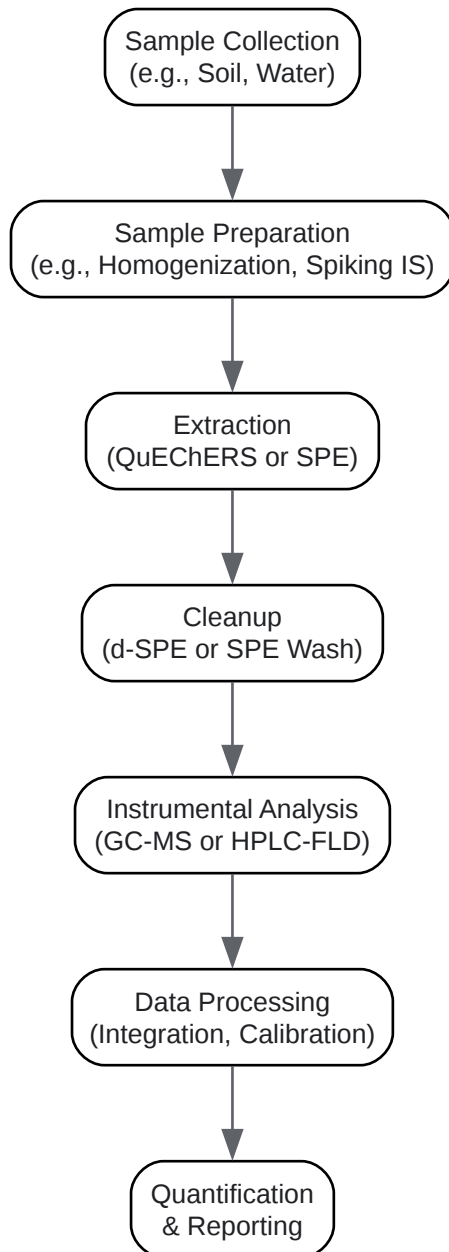 Sample Collection
(e.g., Soil, Water)
Sample Preparation
(e.g., Homogenization, Spiking IS)
Extraction
(QuEChERS or SPE)
Cleanup
(d-SPE or SPE Wash)
Instrumental Analysis
(GC-MS or HPLC-FLD)
Data Processing
(Integration, Calibration)
Quantification
& Reporting